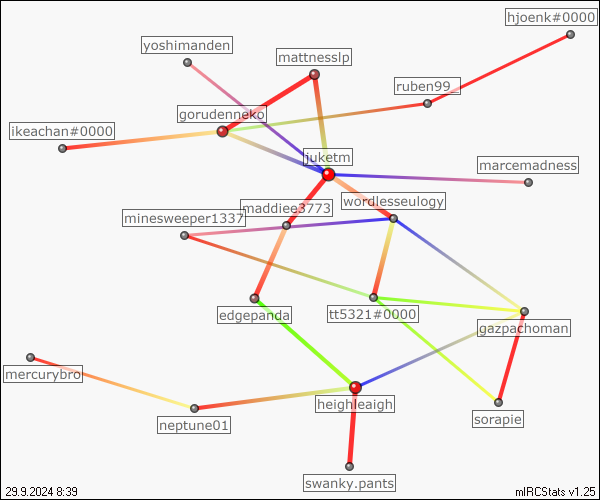 hjoenk#0000
yoshimanden
mattnesslp
ruben99_
gorudenneko
ikeachan#0000
juketm
marcemadness
wordlesseulogy
maddiee3773
minesweeper1337
edgepanda
tt5321#0000
gazpachoman
mercurybro
heighleaigh
sorapie
neptune01
swanky.pants
29.9.2024 8:39
mIRCStats v1.25